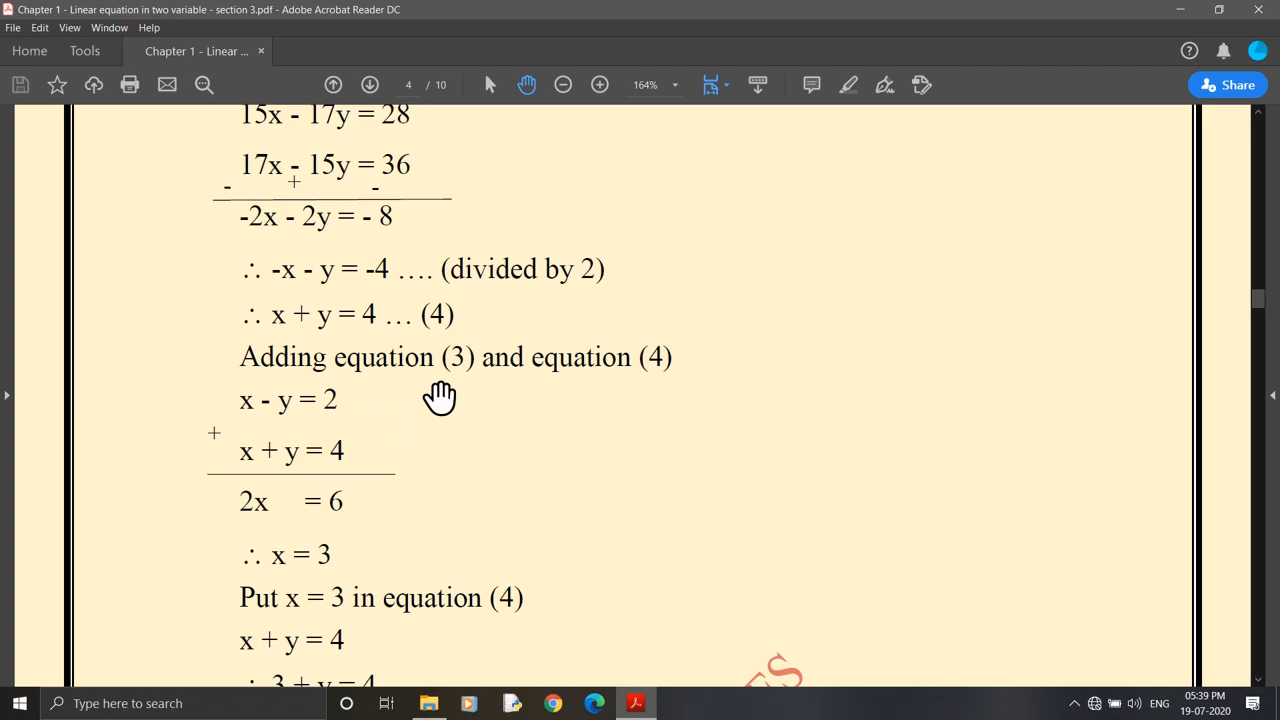 Chapter 1 - Linear equation in two variable - section 3.pdf - Adobe Acrobat Reader DC
File Edit View Window Help
Home Tools Chapter 1 - Linear ... ×
4 / 10 164% Share
15x - 17y = 28
17x - 15y = 36
- + -
-2x - 2y = - 8
∴ -x - y = -4 …. (divided by 2)
∴ x + y = 4 … (4)
Adding equation (3) and equation (4)
x - y = 2
+
x + y = 4
2x = 6
∴ x = 3
Put x = 3 in equation (4)
x + y = 4
∴ 3 + y = 4
ES
Type here to search
ENG
05:39 PM
19-07-2020